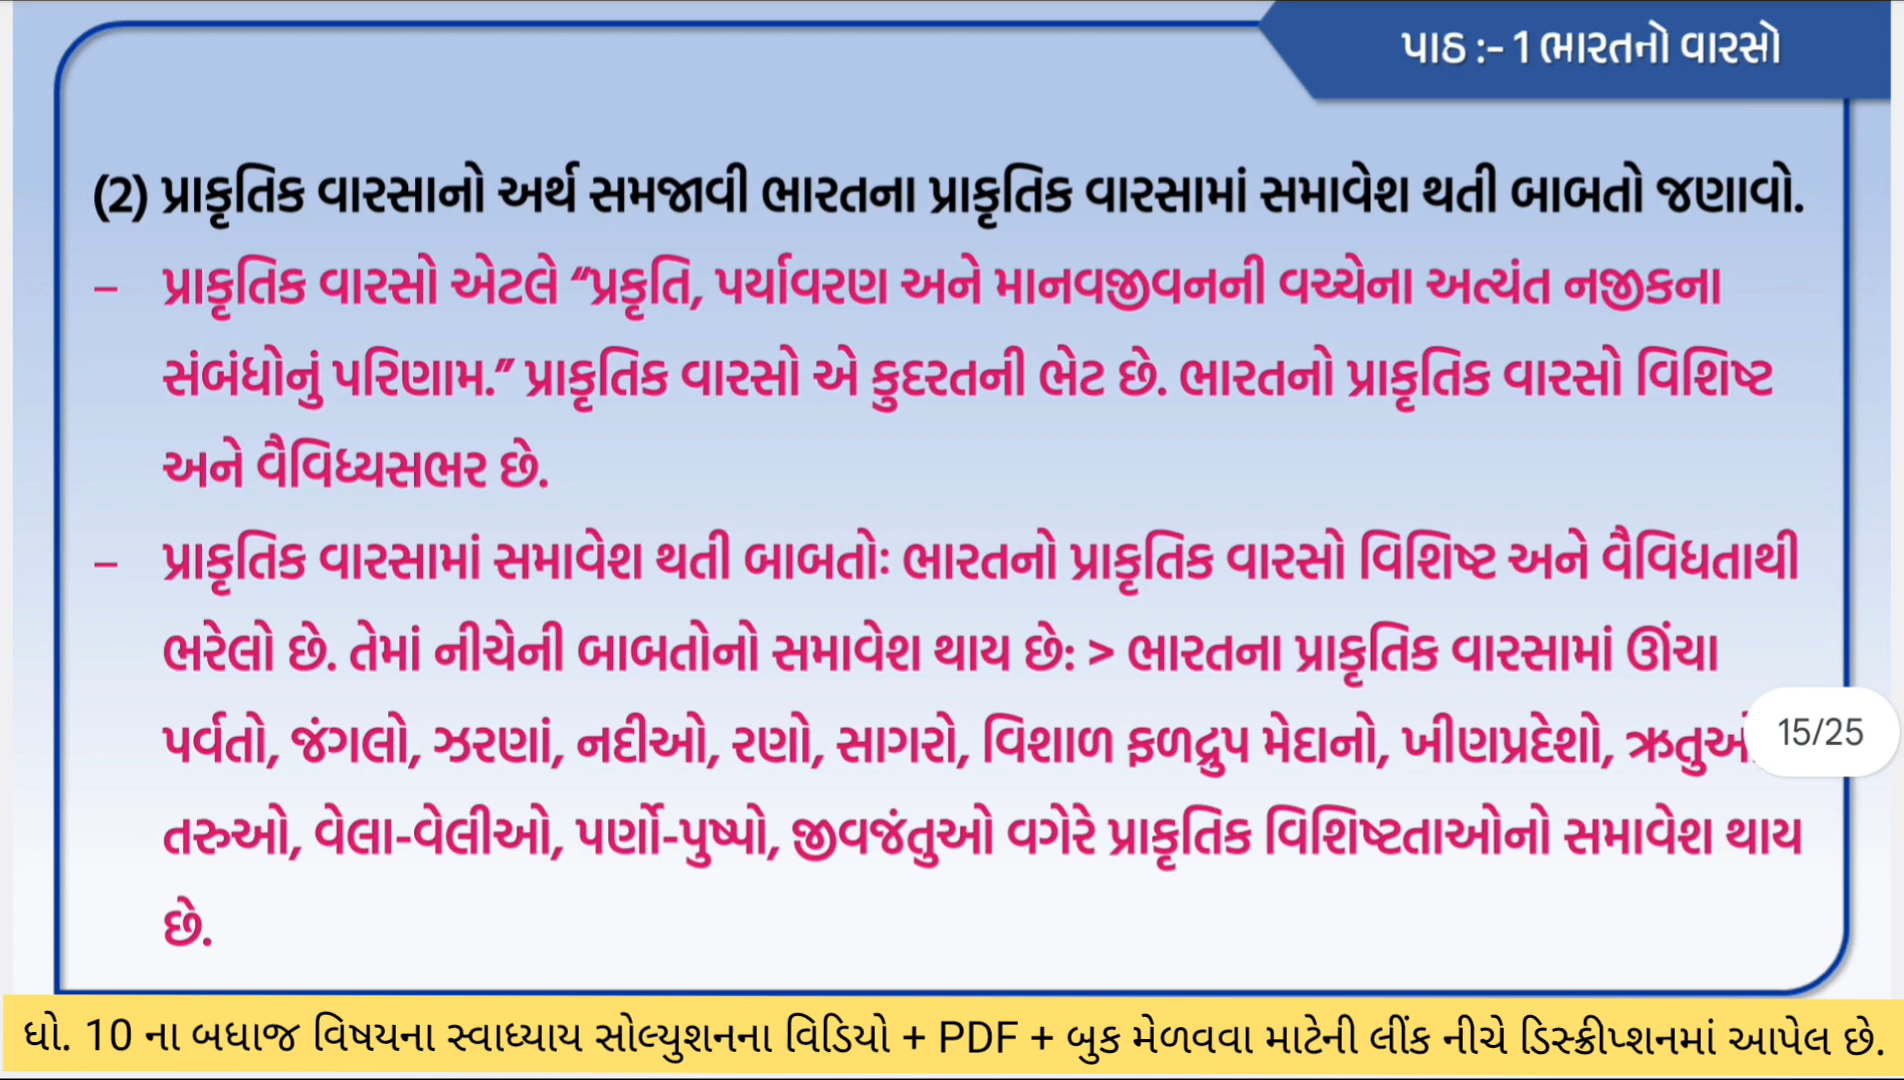 પાઠ :- 1 ભારતનો વારસો
(2) પ્રાકૃતિક વારસાનો અર્થ સમજાવી ભારતના પ્રાકૃતિક વારસામાં સમાવેશ થતી બાબતો જણાવો.
– પ્રાકૃતિક વારસો એટલે “પ્રકૃતિ, પર્યાવરણ અને માનવજીવનની વચ્ચેના અત્યંત નજીકના
સંબંધોનું પરિણામ.” પ્રાકૃતિક વારસો એ કુદરતની ભેટ છે. ભારતનો પ્રાકૃતિક વારસો વિશિષ્ટ
અને વૈવિધ્યસભર છે.
– પ્રાકૃતિક વારસામાં સમાવેશ થતી બાબતોઃ ભારતનો પ્રાકૃતિક વારસો વિશિષ્ટ અને વૈવિધતાથી
ભરેલો છે. તેમાં નીચેની બાબતોનો સમાવેશ થાય છે: > ભારતના પ્રાકૃતિક વારસામાં ઊંચા
પર્વતો, જંગલો, ઝરણાં, નદીઓ, રણો, સાગરો, વિશાળ ફળદ્રુપ મેદાનો, ખીણપ્રદેશો,
15/25
તરુઓ, વેલા-વેલીઓ, પર્ણો-પુષ્પો, જીવજંતુઓ વગેરે પ્રાકૃતિક વિશિષ્ટતાઓનો સમાવેશ થાય
છે.
ધો. 10 ના બધાજ વિષયના સ્વાધ્યાય સોલ્યુશનના વિડિયો + PDF + બુક મેળવવા માટેની લીંક નીચે ડિસ્ક્રીપ્શનમાં આપેલ છે.